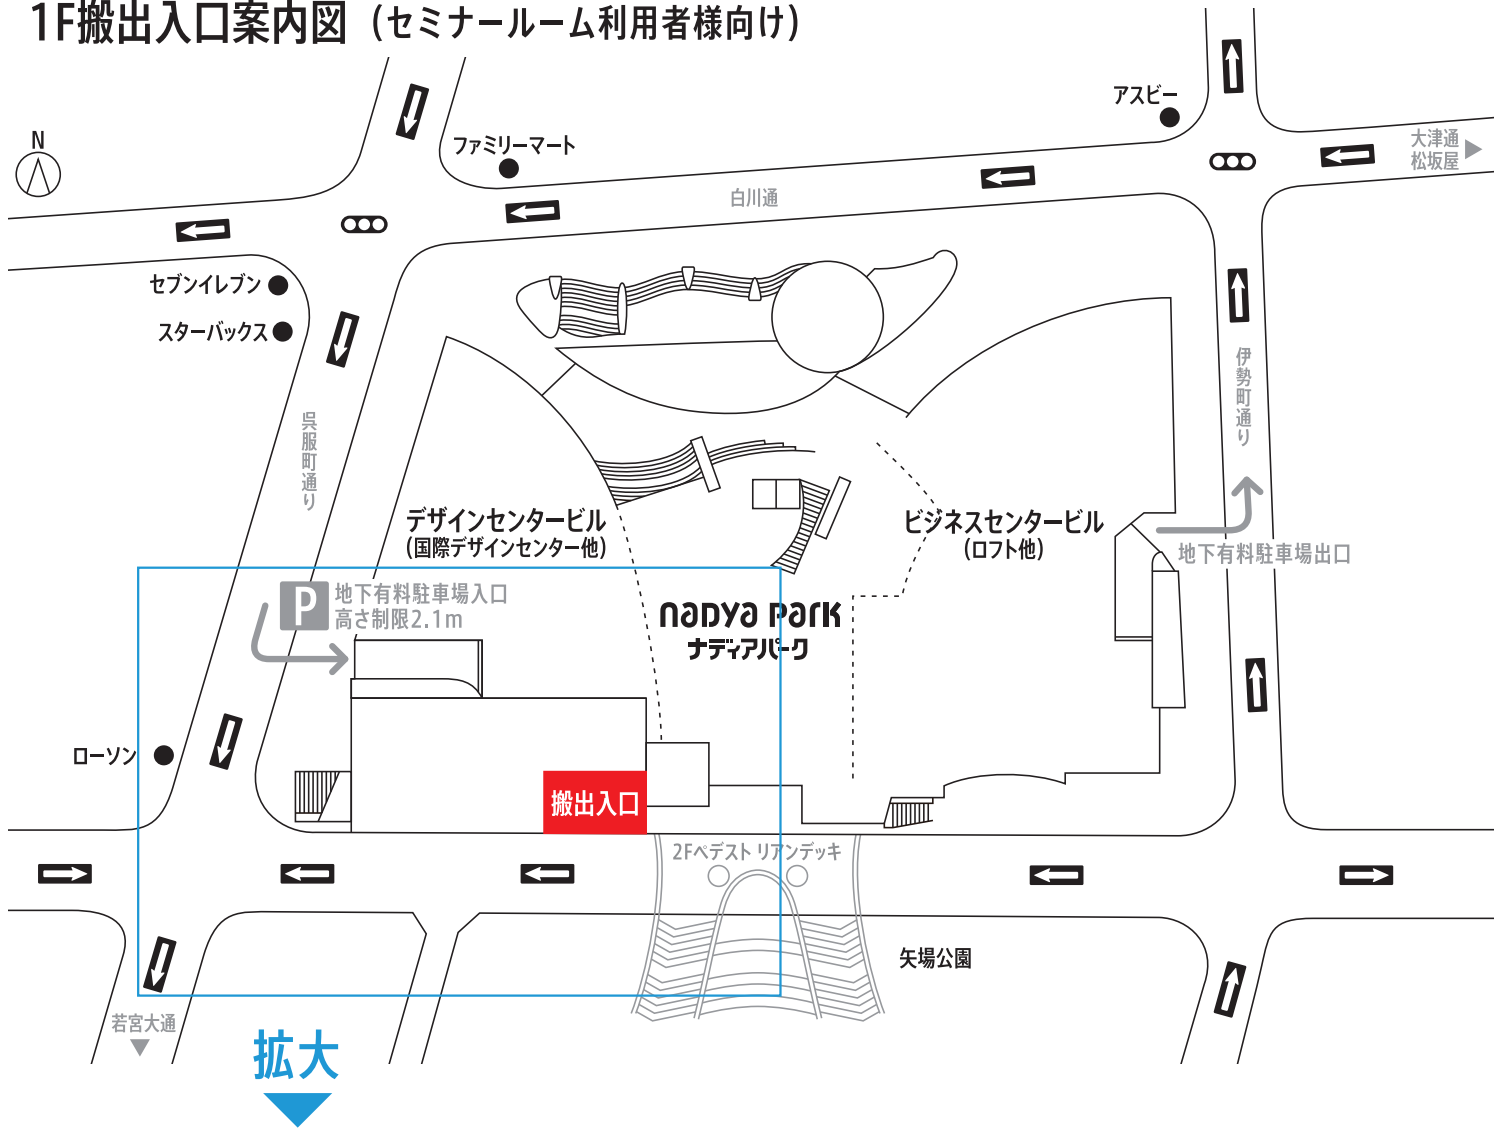 1F搬出入口案内図（セミナールーム利用者様向け）
アスビー
N
ファミリーマート
大津通
松坂屋
白川通
セブンイレブン
スターバックス
伊勢町通り
呉服町通り
デザインセンタービル
（国際デザインセンター他）
ビジネスセンタービル
（ロフト他）
地下有料駐車場出口
P
地下有料駐車場入口
高さ制限2.1m
NADYA PARK
ナディアパーク
ローソン
搬出入口
2Fペデストリアンデッキ
矢場公園
若宮大通
拡大